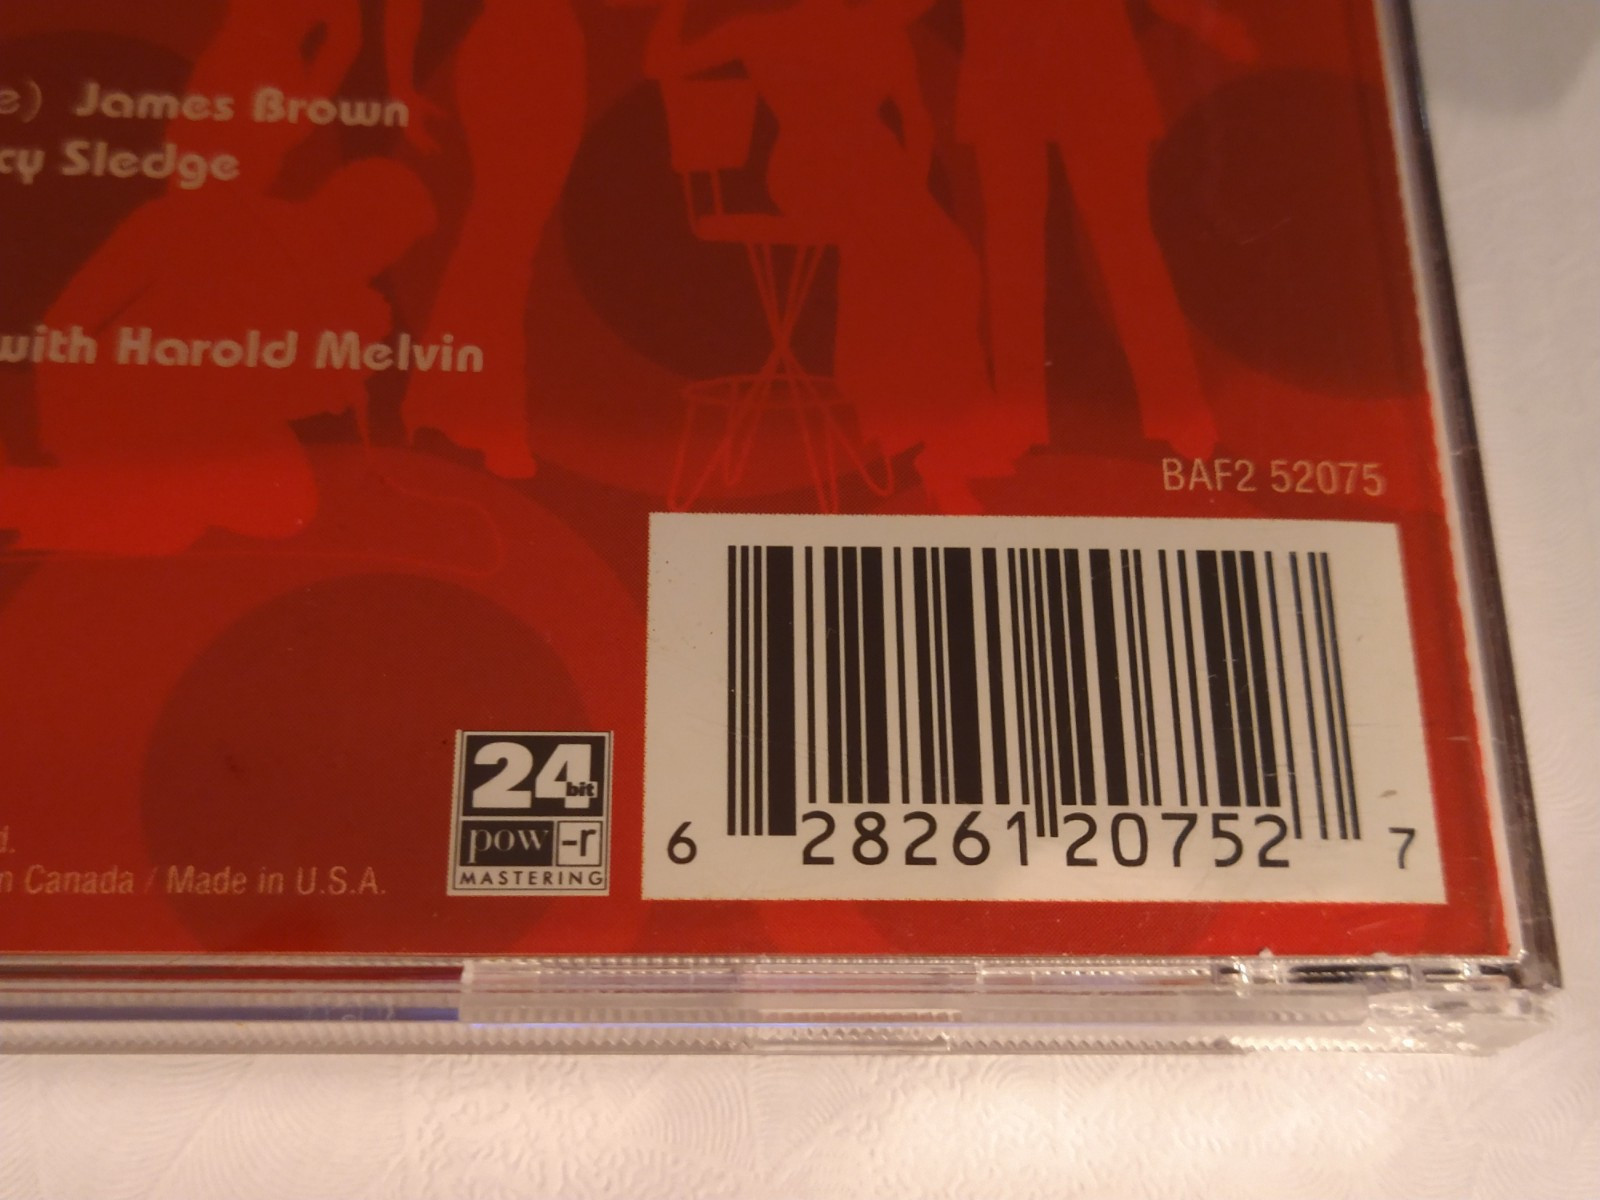 James Brown
Sledge
with Harold Melvin
BAF2 52075
24 bit
pow-r
MASTERING
6 28261 20752 7
Canada / Made in U.S.A.